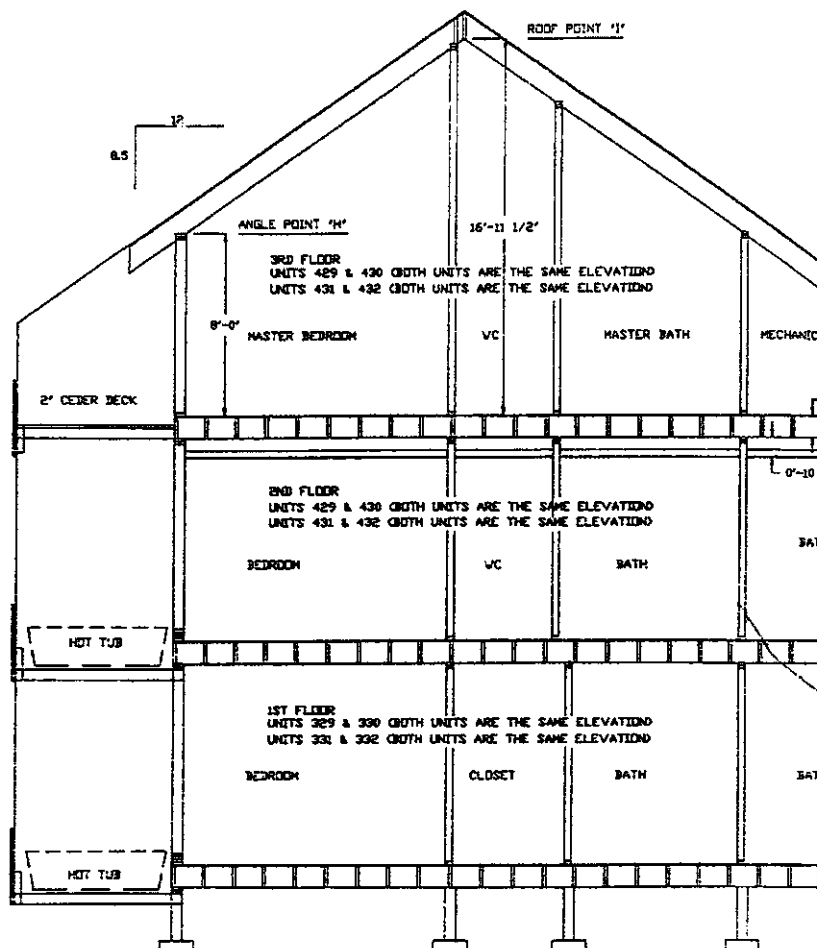 ROOF POINT "I"
12
8.5
ANGLE POINT "H"
16'-11 1/2"
3RD FLOOR
UNITS 429 & 430 (BOTH UNITS ARE THE SAME ELEVATION)
UNITS 431 & 432 (BOTH UNITS ARE THE SAME ELEVATION)
8'-0"
MASTER BEDROOM
WC
MASTER BATH
MECHANIC
2" CEDER DECK
0'-10
2ND FLOOR
UNITS 429 & 430 (BOTH UNITS ARE THE SAME ELEVATION)
UNITS 431 & 432 (BOTH UNITS ARE THE SAME ELEVATION)
BAT
BEDROOM
WC
BATH
HOT TUB
1ST FLOOR
UNITS 329 & 330 (BOTH UNITS ARE THE SAME ELEVATION)
UNITS 331 & 332 (BOTH UNITS ARE THE SAME ELEVATION)
BEDROOM
CLOSET
BATH
BAT
HOT TUB